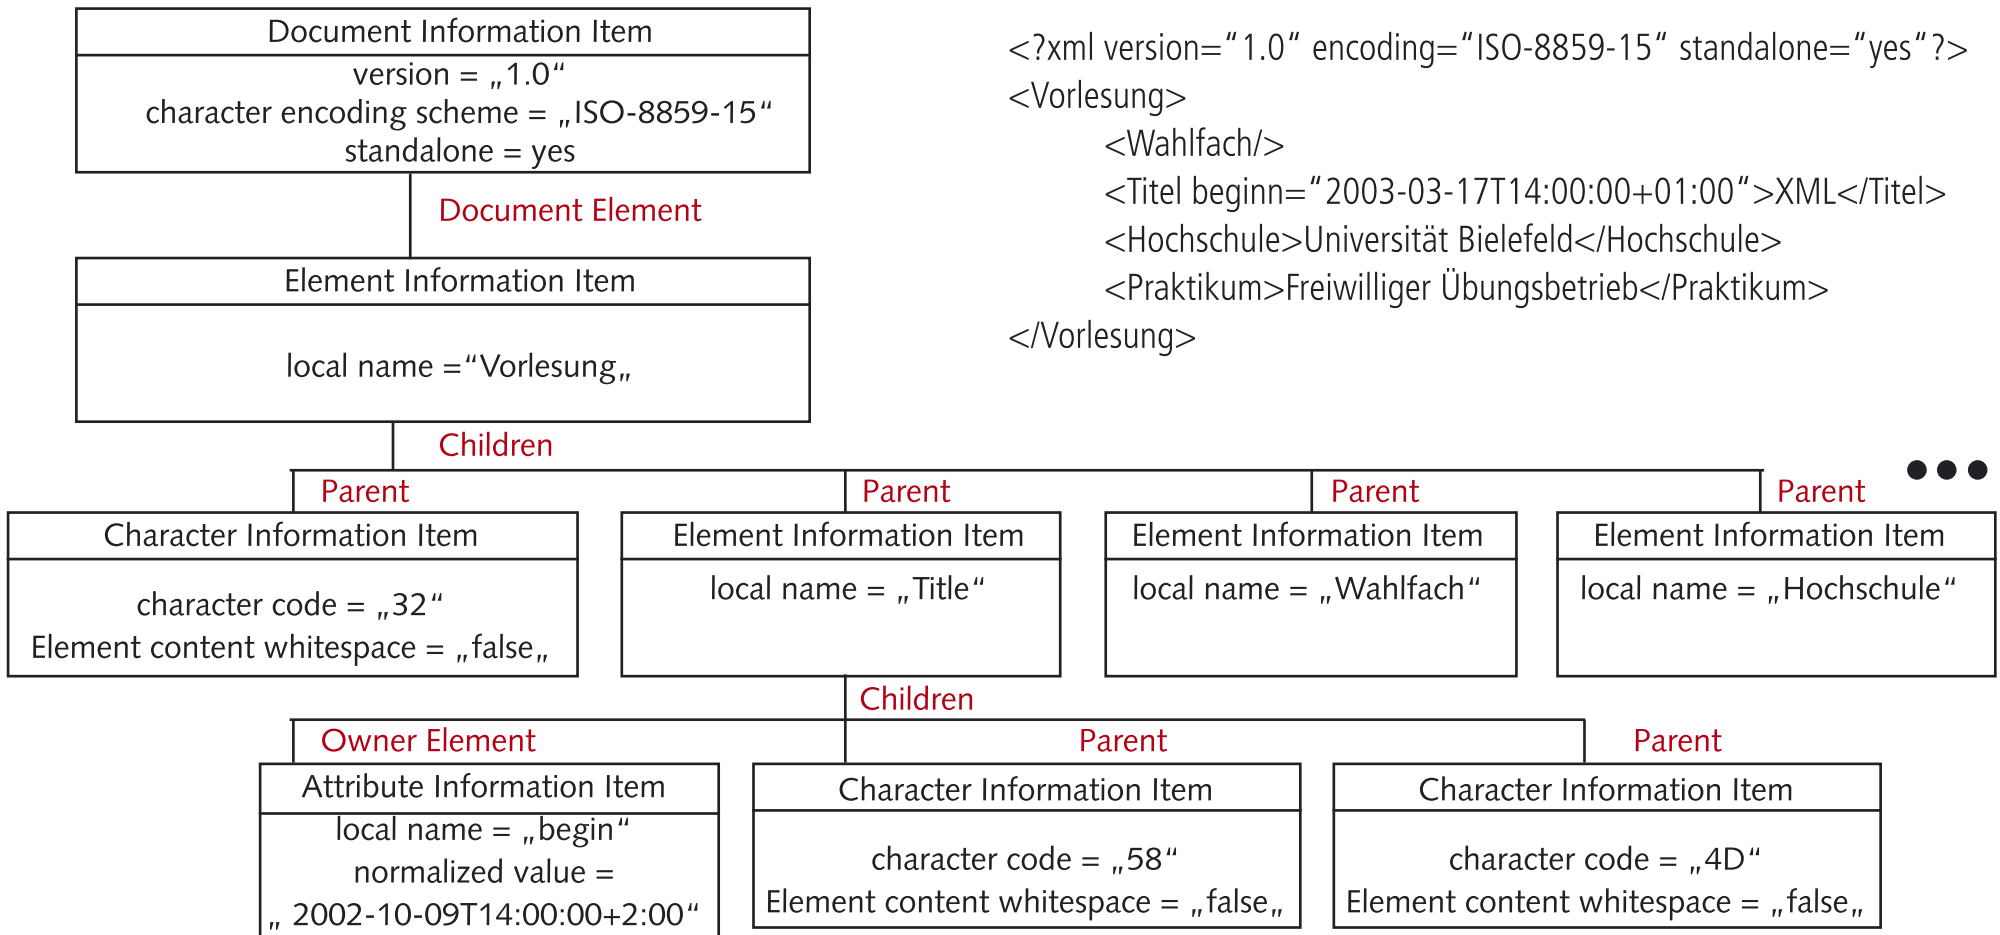 Document Information Item
version = „1.0“
character encoding scheme = „ISO-8859-15“
standalone = yes
<?xml version=“1.0“ encoding=“ISO-8859-15“ standalone=“yes“?>
<Vorlesung>
<Wahlfach/>
<Titel beginn=“2003-03-17T14:00:00+01:00“>XML</Titel>
<Hochschule>Universität Bielefeld</Hochschule>
<Praktikum>Freiwilliger Übungsbetrieb</Praktikum>
</Vorlesung>
Document Element
Element Information Item
local name =“Vorlesung„
Children
Parent
Parent
Parent
Parent
●●●
Character Information Item
character code = „32“
Element content whitespace = „false„
Element Information Item
local name = „Title“
Element Information Item
local name = „Wahlfach“
Element Information Item
local name = „Hochschule“
Children
Owner Element
Parent
Parent
Attribute Information Item
local name = „begin“
normalized value =
„ 2002-10-09T14:00:00+2:00“
Character Information Item
character code = „58“
Element content whitespace = „false„
Character Information Item
character code = „4D“
Element content whitespace = „false„